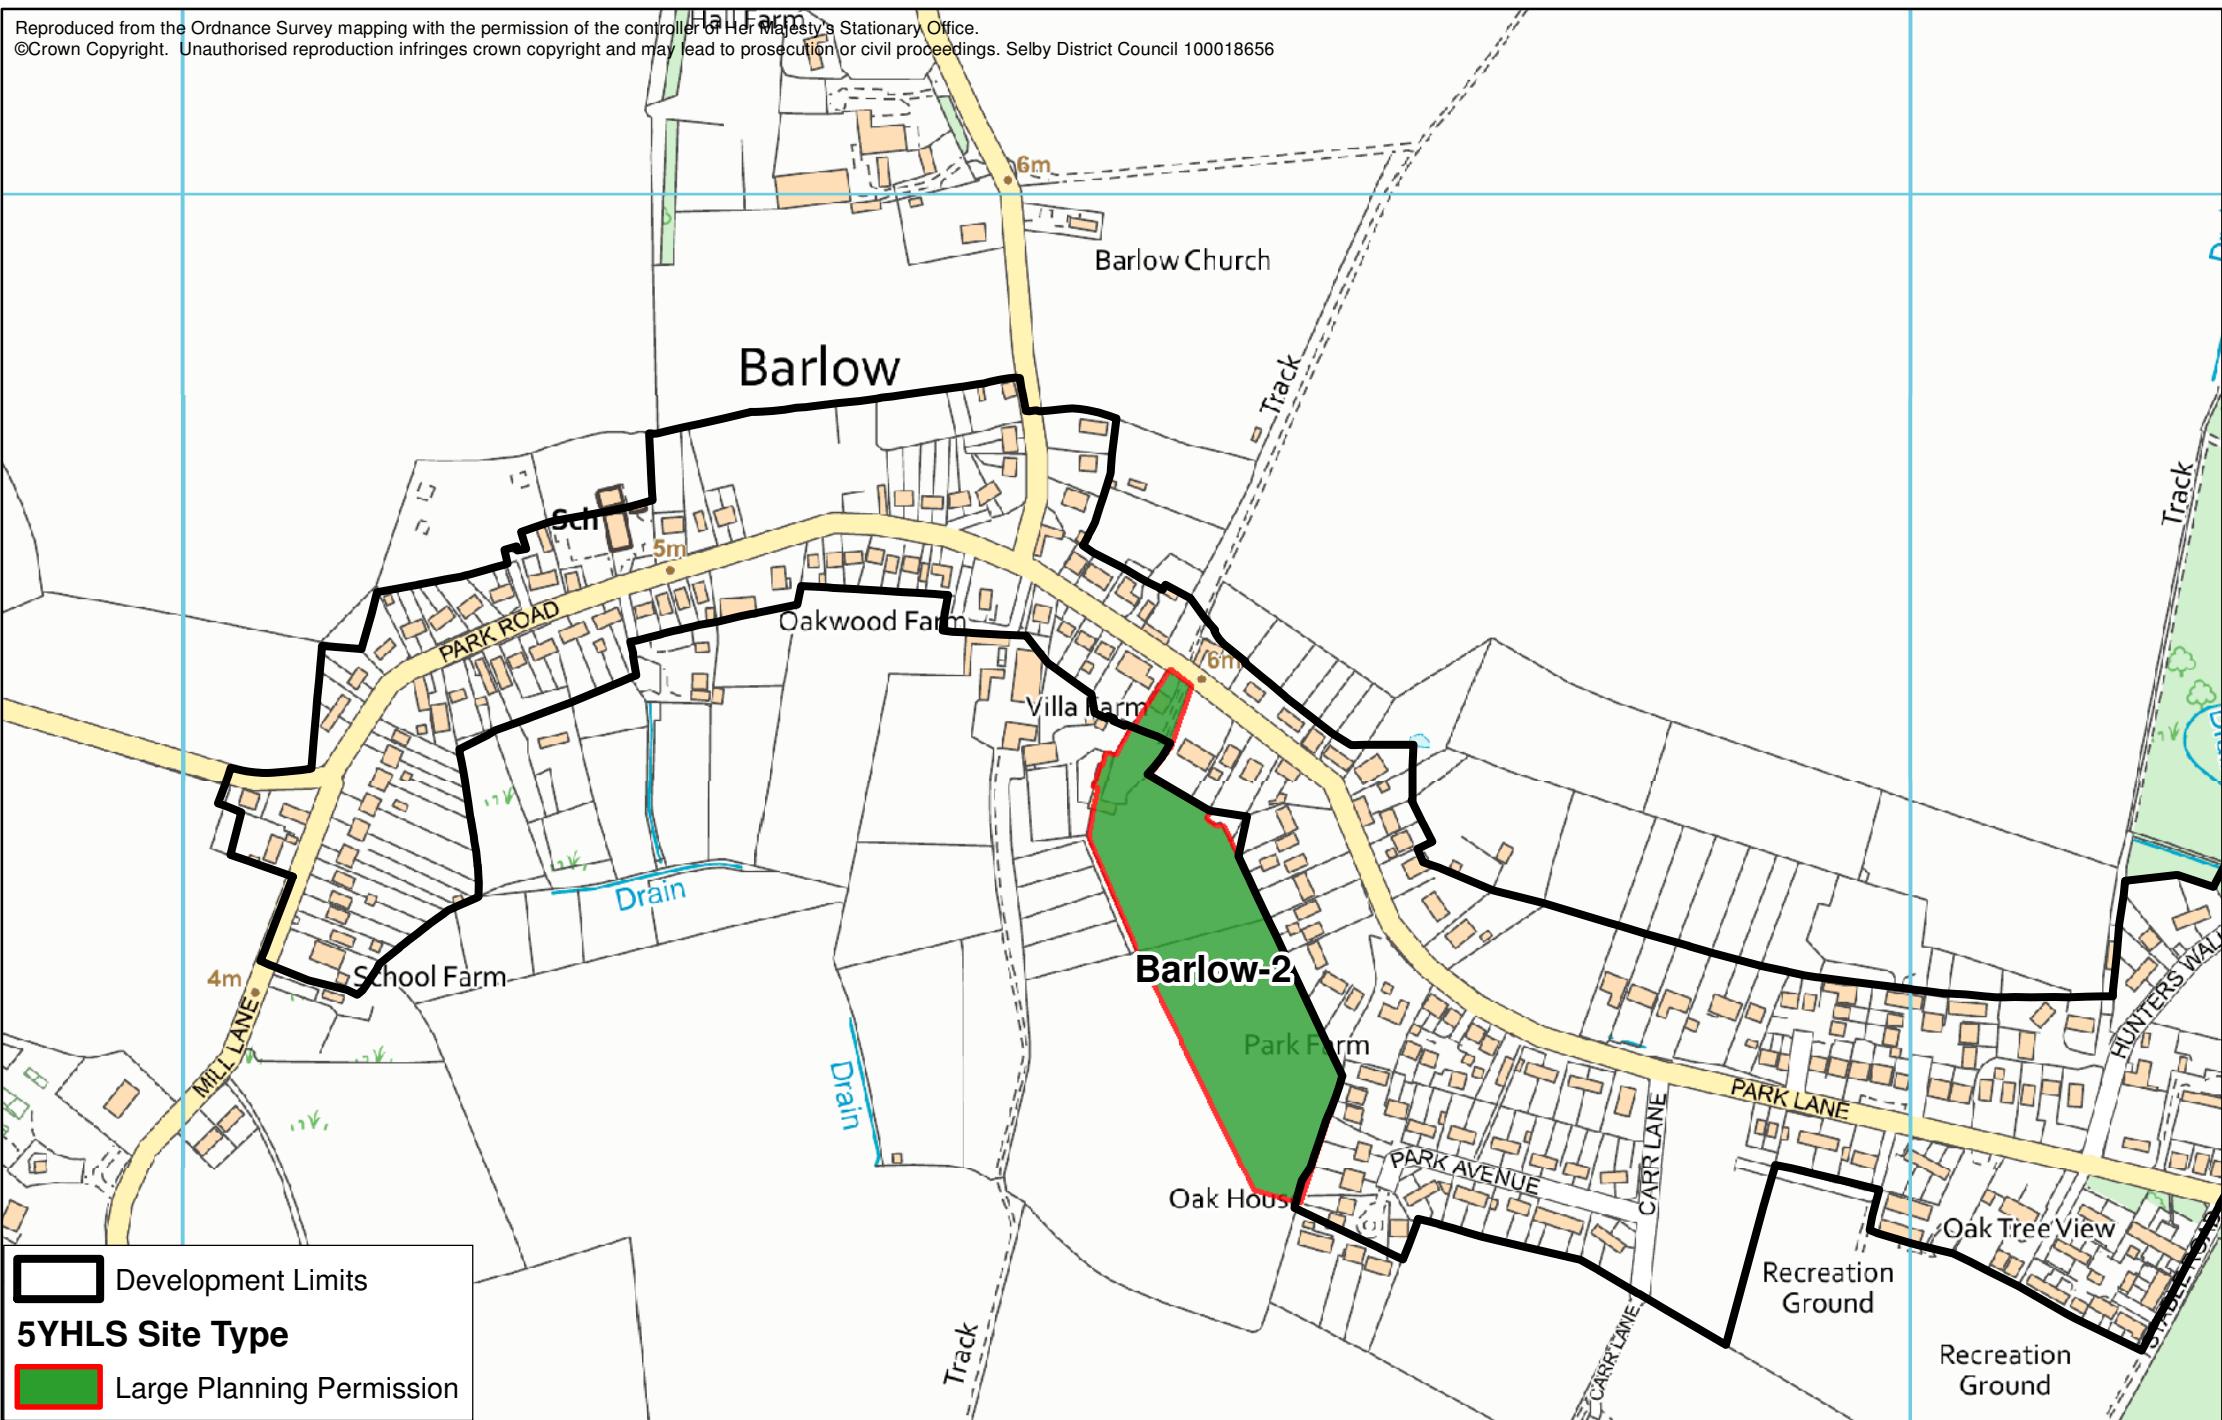 Hall Farm
Reproduced from the Ordnance Survey mapping with the permission of the controller of Her Majesty's Stationary Office.
©Crown Copyright.  Unauthorised reproduction infringes crown copyright and may lead to prosecution or civil proceedings. Selby District Council 100018656
6m
Barlow Church
Barlow
Track
Track
Sch
5m
PARK ROAD
Oakwood Farm
6m
Villa Farm
Drain
School Farm
4m
MILL LANE
Barlow-2
HUNTERS WALK
Park Farm
Drain
PARK LANE
PARK AVENUE
CARR LANE
Oak House
Oak Tree View
Recreation
Ground
Recreation
Ground
CARR LANE
Track
Development Limits
5YHLS Site Type
Large Planning Permission